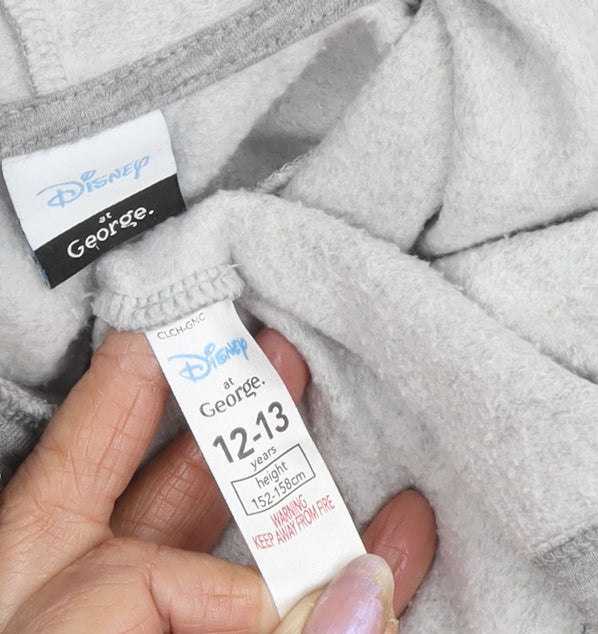 Disney
at
George.
CLCH-GNC
Disney
at
George.
12-13
years
height
152-158cm
WARNING
KEEP AWAY FROM FIRE